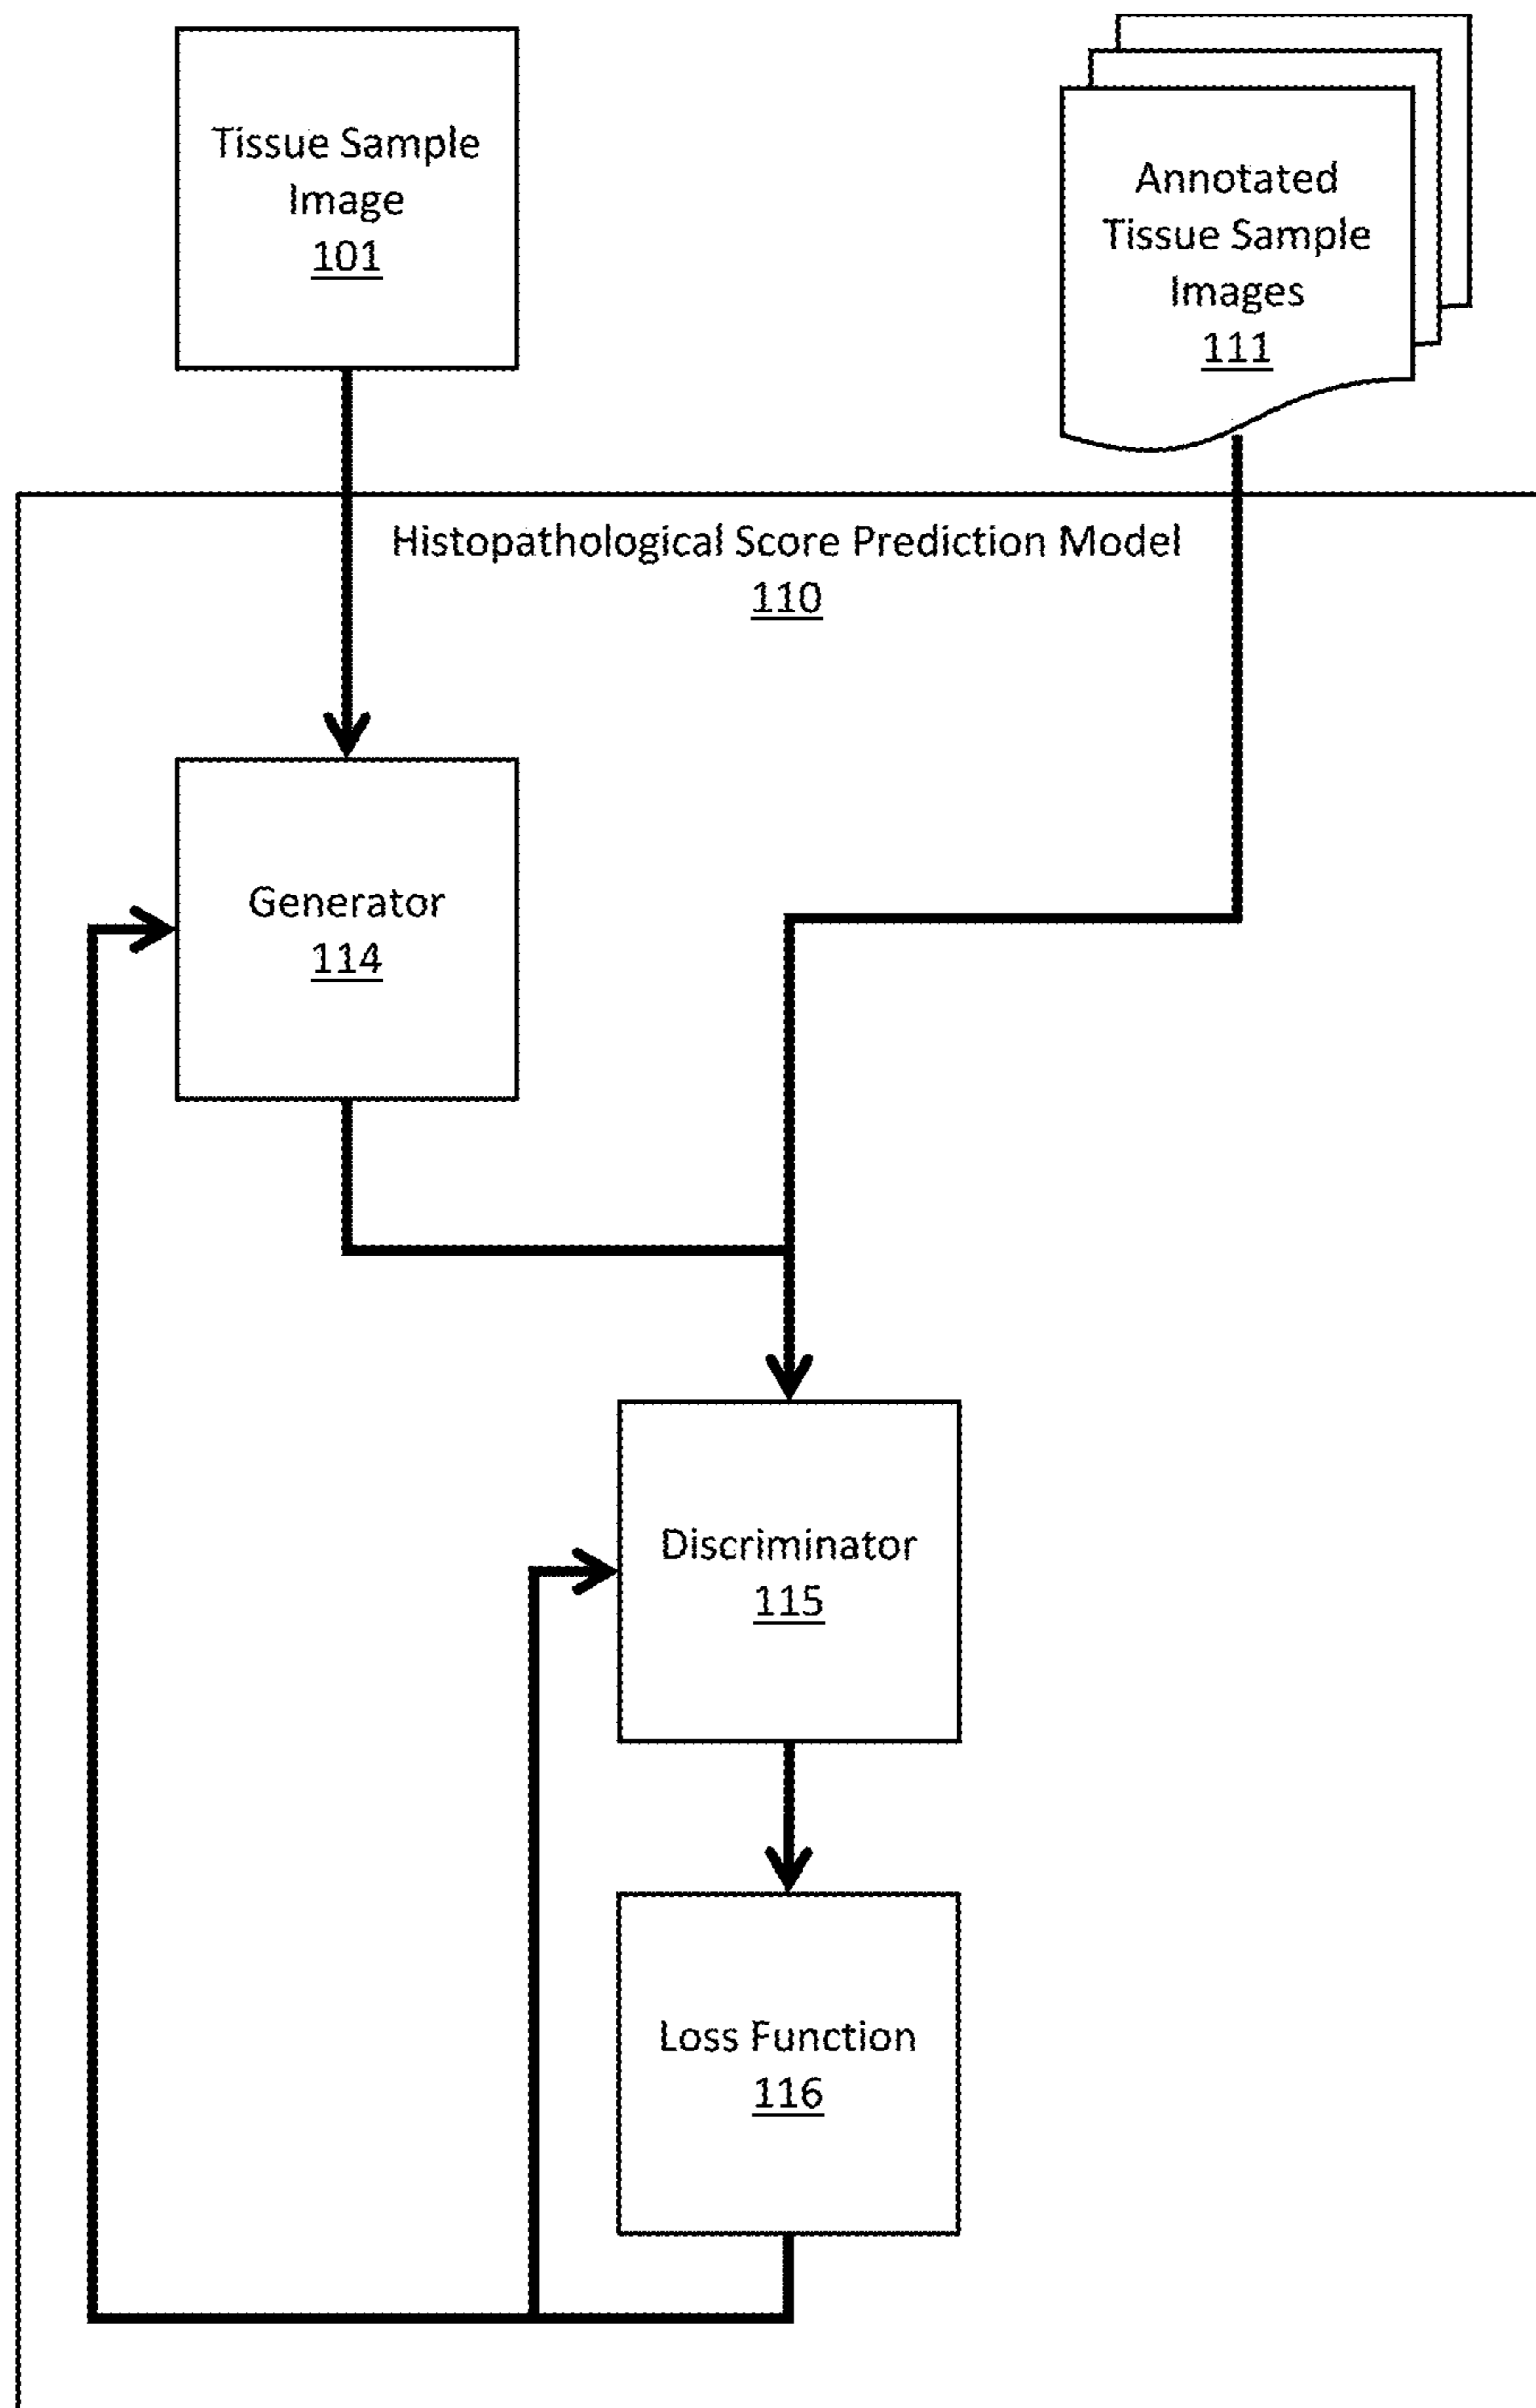 Tissue Sample
Image
101
Annotated
Tissue Sample
Images
111
Histopathological Score Prediction Model
110
Generator
114
Discriminator
115
Loss Function
116